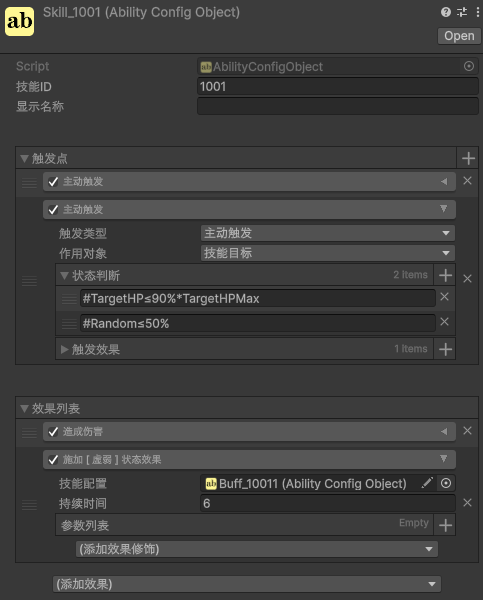 ab
Skill_1001 (Ability Config Object)
Open
Script
ab AbilityConfigObject
技能ID
1001
显示名称
触发点
主动触发
主动触发
触发类型
主动触发
作用对象
技能目标
状态判断
2 Items
#TargetHP≤90%*TargetHPMax
#Random≤50%
触发效果
1 Items
效果列表
造成伤害
施加 [ 虚弱 ] 状态效果
技能配置
ab Buff_10011 (Ability Config Object)
持续时间
6
参数列表
Empty
(添加效果修饰)
(添加效果)